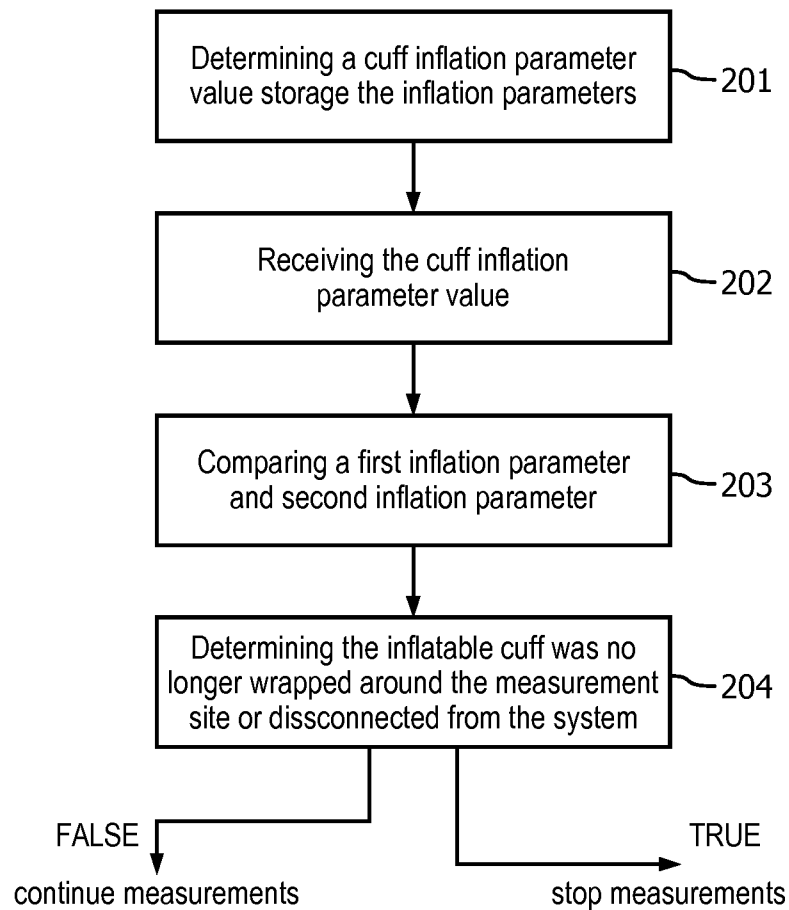 Determining a cuff inflation parameter
value storage the inflation parameters
201
Receiving the cuff inflation
parameter value
202
Comparing a first inflation parameter
and second inflation parameter
203
Determining the inflatable cuff was no
longer wrapped around the measurement
site or dissconnected from the system
204
FALSE
TRUE
continue measurements
stop measurements